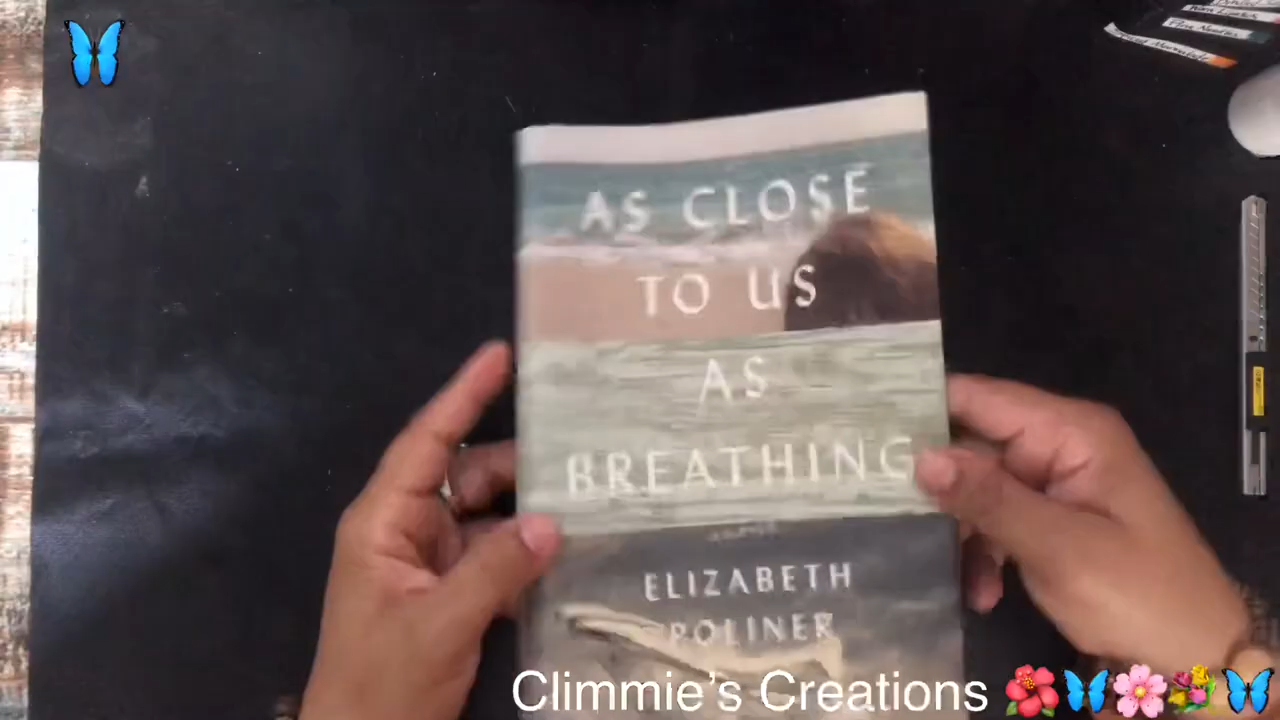 AS CLOSE
TO US
AS
BREATHING
ELIZABETH
POLINER
Climmie's Creations